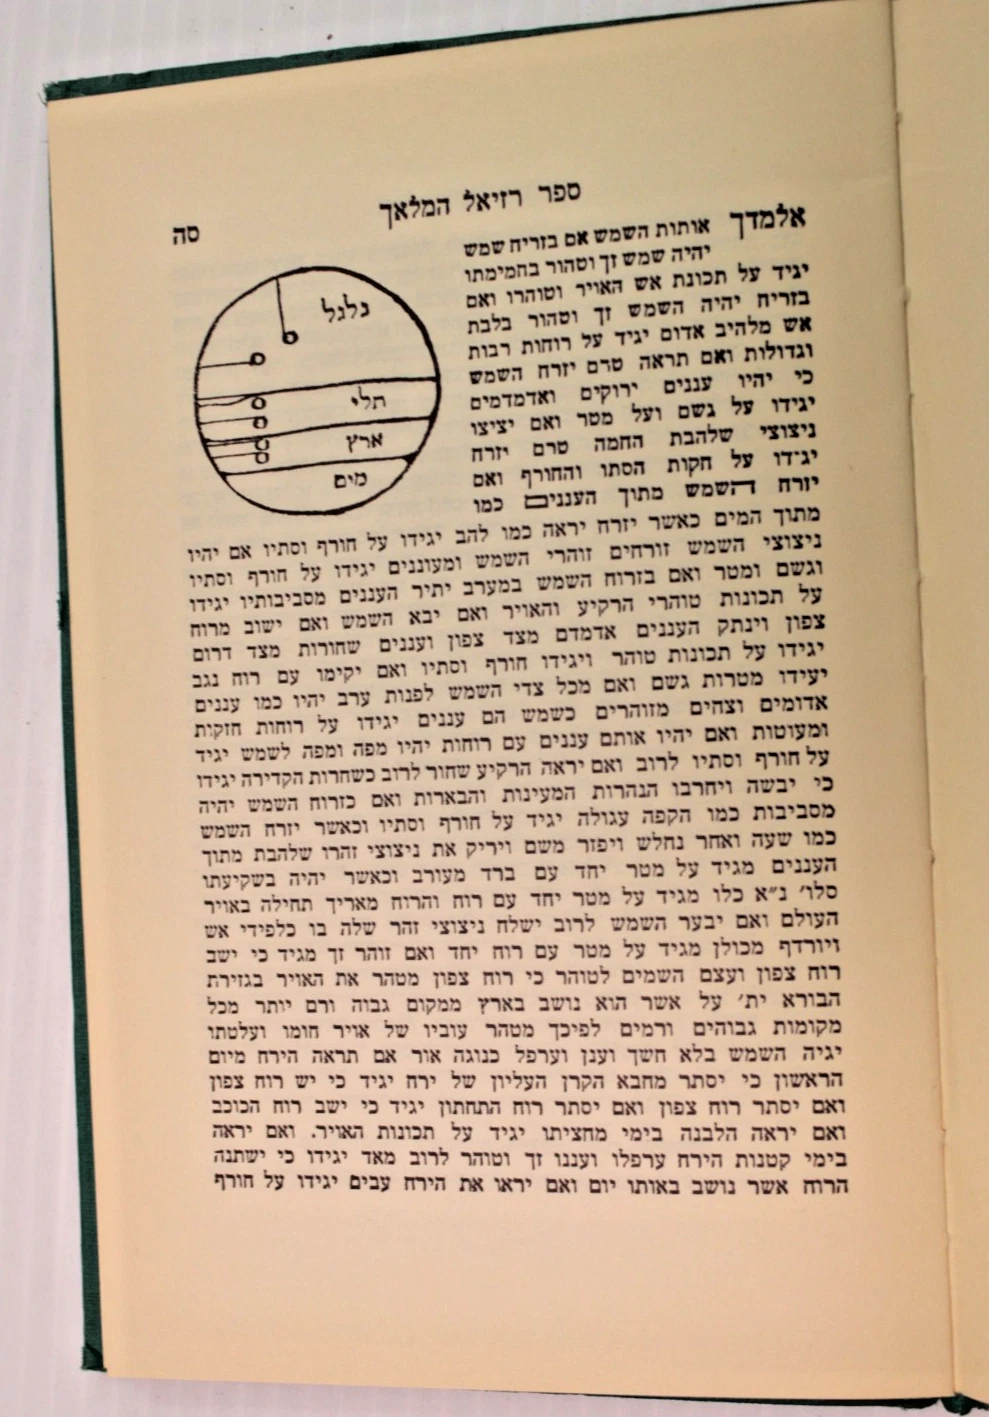 ספר רזיאל המלאך
סה
אלמדך אותות השמש אם בזריח שמש
יהיה שמש זך וטהור בחמימתו
יגיד על תכונת אש האויר וטוהרו ואם
בזריח יהיה השמש זך וטהור בלבת
אש מלהיב אדום יגיד על רוחות רבות
וגדולות ואם תראה טרם יזרח השמש
כי יהיו עננים ירוקים ואדמדמים
יגידו על גשם ועל מטר ואם יציצו
ניצוצי שלהבת החמה טרם יזרח
יגידו על חקות הסתו והחורף ואם
יזרח השמש מתוך העננים כמו
גלגל
תלי
ארץ
מים
מתוך המים כאשר יזרח יראה כמו להב יגידו על חורף וסתיו אם יהיו
ניצוצי השמש זורחים זוהרי השמש ומעוננים יגידו על חורף וסתיו
וגשם ומטר ואם בזרוח השמש במערב יתיר העננים מסביבותיו יגידו
על תכונות טוהרי הרקיע והאויר ואם יבא השמש ואם ישוב מרוח
צפון וינתק העננים אדמדם מצד צפון ועננים שחורות מצד דרום
יגידו על תכונות טוהר ויגידו חורף וסתיו ואם יקימו עם רוח נגב
יעידו מטרות גשם ואם מכל צדי השמש לפנות ערב יהיו כמו עננים
אדומים וצחים מזוהרים כשמש הם עננים יגידו על רוחות חזקות
ומעוטות ואם יהיו אותם עננים עם רוחות יהיו מפה ומפה לשמש יגיד
על חורף וסתיו לרוב ואם יראה הרקיע שחור לרוב כשחרות הקדירה יגידו
כי יבשה ויחרבו הנהרות המעינות והבארות ואם כזרוח השמש יהיה
מסביבות כמו הקפה עגולה יגיד על חורף וסתיו וכאשר יזרח השמש
כמו שעה ואחר נחלש ויפזר משם ויריק את ניצוצי זהרו שלהבת מתוך
העננים מגיד על מטר יחד עם ברד מעורב וכאשר יהיה בשקיעתו
סלו׳ נ״א כלו מגיד על מטר יחד עם רוח והרוח מאריך תחילה באויר
העולם ואם יבער השמש לרוב ישלח ניצוצי זהר שלה בו כלפידי אש
ויורדף מכולן מגיד על מטר עם רוח יחד ואם זוהר זך מגיד כי ישב
רוח צפון ועצם השמים לטוהר כי רוח צפון מטהר את האויר בגזירת
הבורא ית׳ על אשר הוא נושב בארץ ממקום גבוה ורם יותר מכל
מקומות גבוהים ורמים לפיכך מטהר עוביו של אויר חומו ועלטתו
יגיה השמש בלא חשך וענן וערפל כנוגה אור אם תראה הירח מיום
הראשון כי יסתר מחבא הקרן העליון של ירח יגיד כי יש רוח צפון
ואם יסתר רוח צפון ואם יסתר רוח התחתון יגיד כי ישב רוח הכוכב
ואם יראה הלבנה בימי מחציתו יגיד על תכונות האויר. ואם יראה
בימי קטנות הירח ערפלו ועננו זך וטוהר לרוב מאד יגידו כי ישתנה
הרוח אשר נושב באותו יום ואם יראו את הירח עבים יגידו על חורף